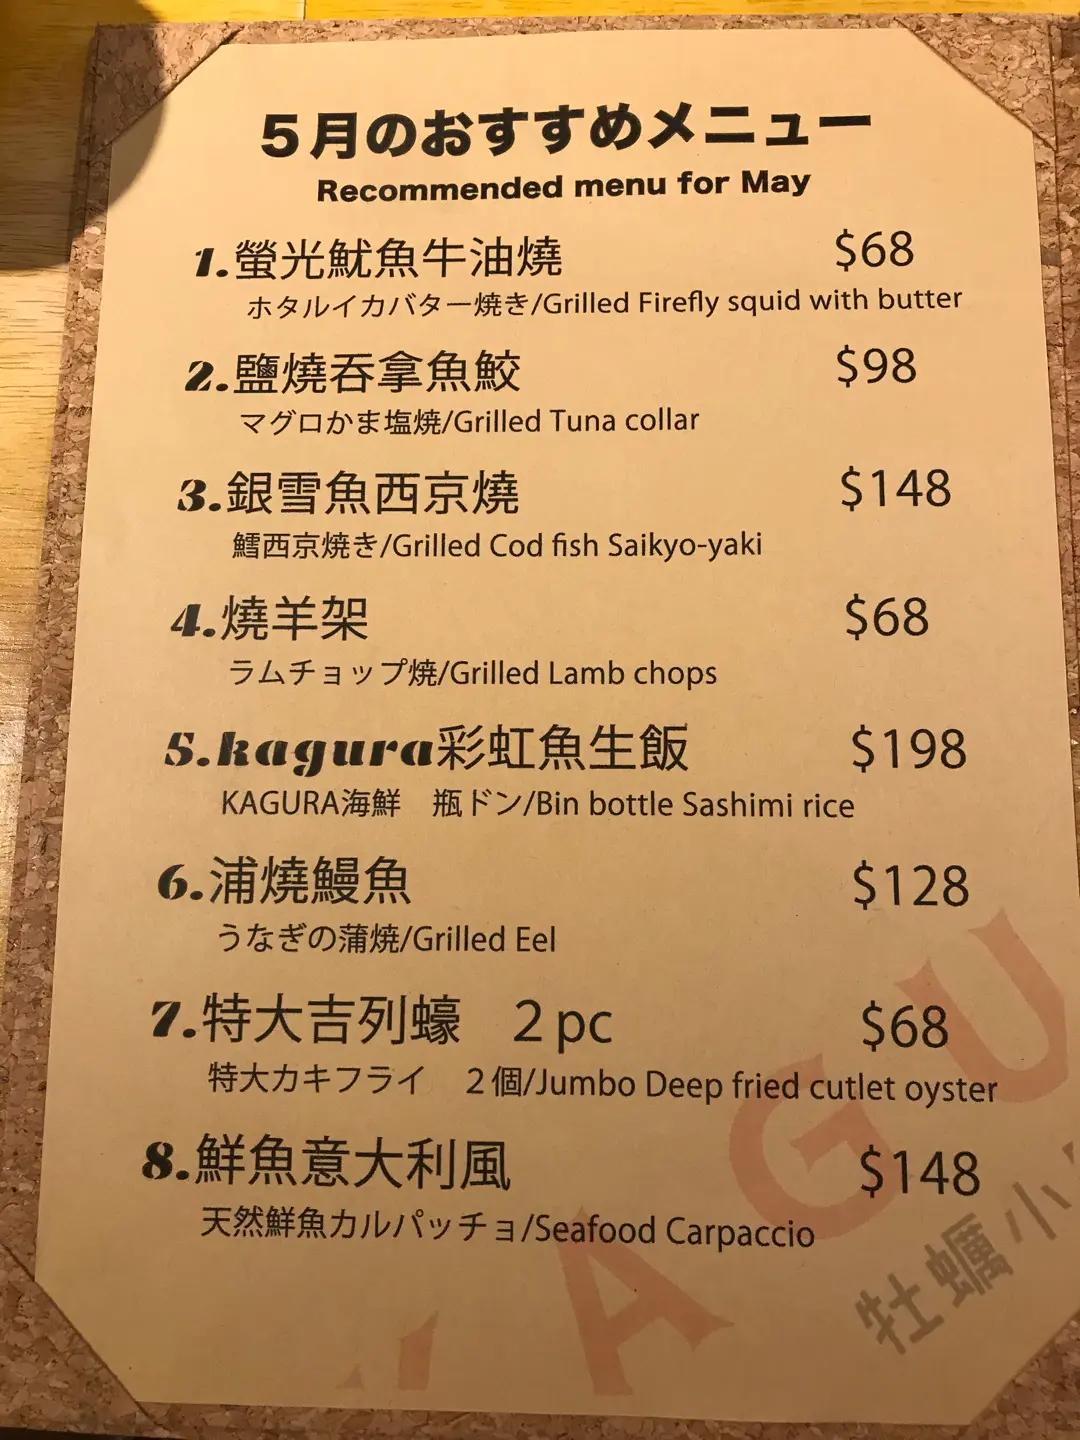 5月のおすすめメニュー
Recommended menu for May
1.螢光魷魚牛油燒 $68
ホタルイカバター焼き/Grilled Firefly squid with butter
2.鹽燒吞拿魚鮫 $98
マグロかま塩焼/Grilled Tuna collar
3.銀雪魚西京燒 $148
鱈西京焼き/Grilled Cod fish Saikyo-yaki
4.燒羊架 $68
ラムチョップ焼/Grilled Lamb chops
5.kagura彩虹魚生飯 $198
KAGURA海鮮　瓶ドン/Bin bottle Sashimi rice
6.浦燒鰻魚 $128
うなぎの蒲焼/Grilled Eel
7.特大吉列蠔　2pc $68
特大カキフライ　2個/Jumbo Deep fried cutlet oyster
8.鮮魚意大利風 $148
天然鮮魚カルパッチョ/Seafood Carpaccio
AGU
牡蠣小